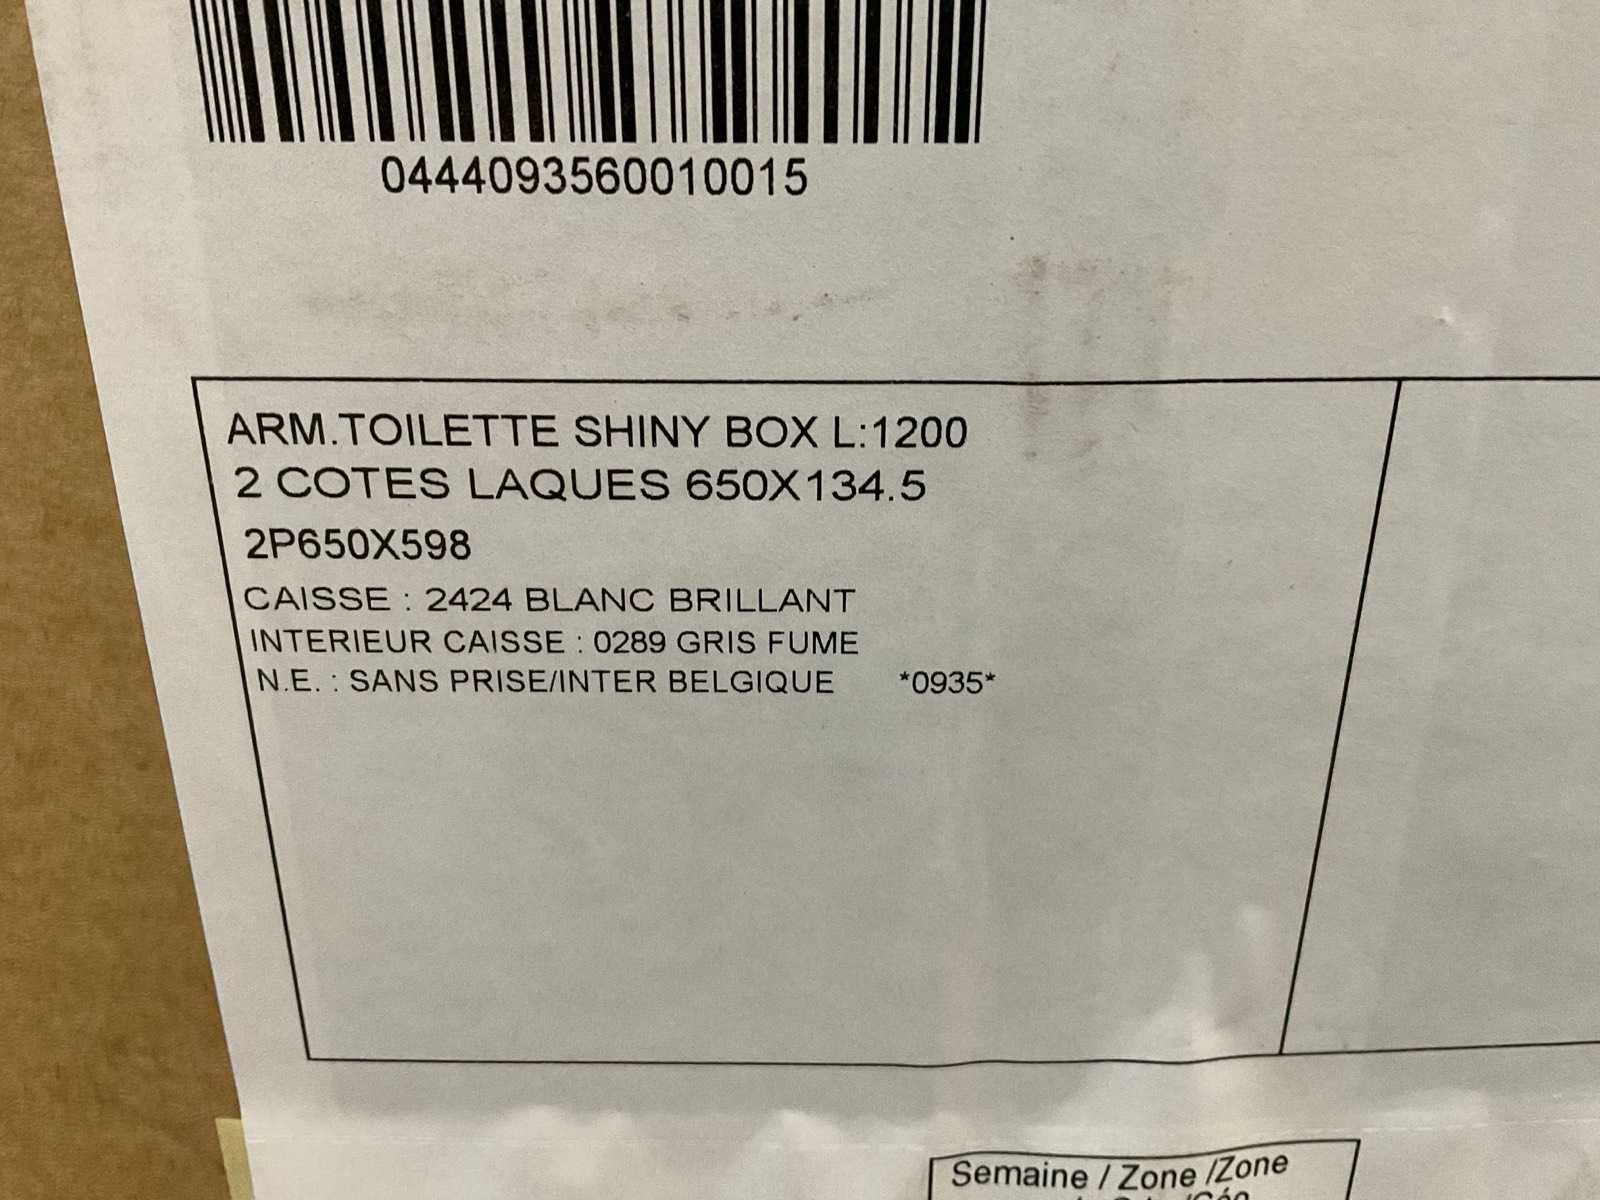 0444093560010015
ARM.TOILETTE SHINY BOX L:1200
2 COTES LAQUES 650X134.5
2P650X598
CAISSE : 2424 BLANC BRILLANT
INTERIEUR CAISSE : 0289 GRIS FUME
N.E. : SANS PRISE/INTER BELGIQUE *0935*
Semaine / Zone /Zone